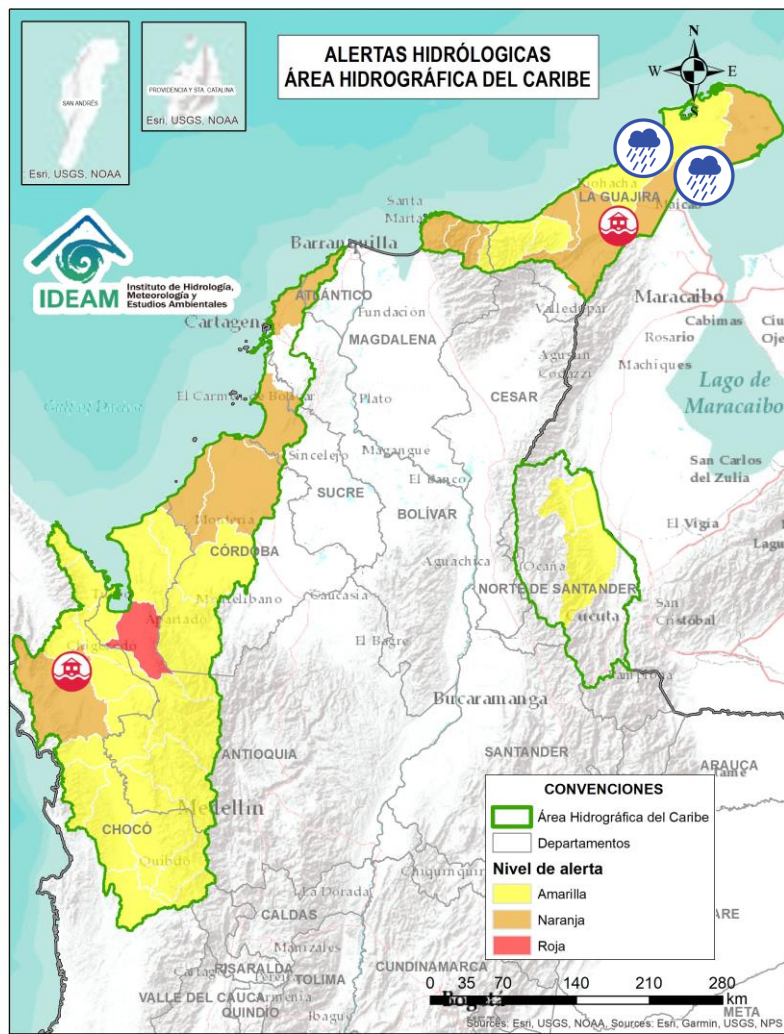 ALERTAS HIDRÓLOGICAS
ÁREA HIDROGRÁFICA DEL CARIBE
N
W E
S
SAN ANDRÉS
Esri, USGS, NOAA
PROVIDENCIA Y STA. CATALINA
Esri, USGS, NOAA
IDEAM
Instituto de Hidrología,
Meteorología y
Estudios Ambientales
LA GUAJIRA
Santa
Marta
Barranquilla
ATLÁNTICO
Fundación
Valledupar
Maracaibo
Cabimas
Rosario
Machiques
MAGDALENA
Agustín
Codazzi
CESAR
Lago de
Maracaibo
El Carmen de Bolívar
Plato
Sincelejo
Magangue
El Banco
SUCRE
BOLÍVAR
San Carlos
del Zulia
El Vigía
Montería
CÓRDOBA
Aguachica
Ocaña
NORTE DE SANTANDER
Cúcuta
San
Cristóbal
Montelibano
Caucasia
Apartadó
El Bagre
Bucaramanga
Pamplona
ANTIOQUIA
SANTANDER
ARAUCA
Medellín
CHOCÓ
Quibdó
La Dorada
CALDAS
Manizales
RISARALDA
TOLIMA
CUNDINAMARCA
VALLE DEL CAUCA
Armenia
QUINDÍO
Ibagué
Bogotá
META
CONVENCIONES
Área Hidrográfica del Caribe
Departamentos
Nivel de alerta
Amarilla
Naranja
Roja
0 35 70 140 210 280
km
Sources: Esri, USGS, NOAA, Sources: Esri, Garmin, USGS, NPS